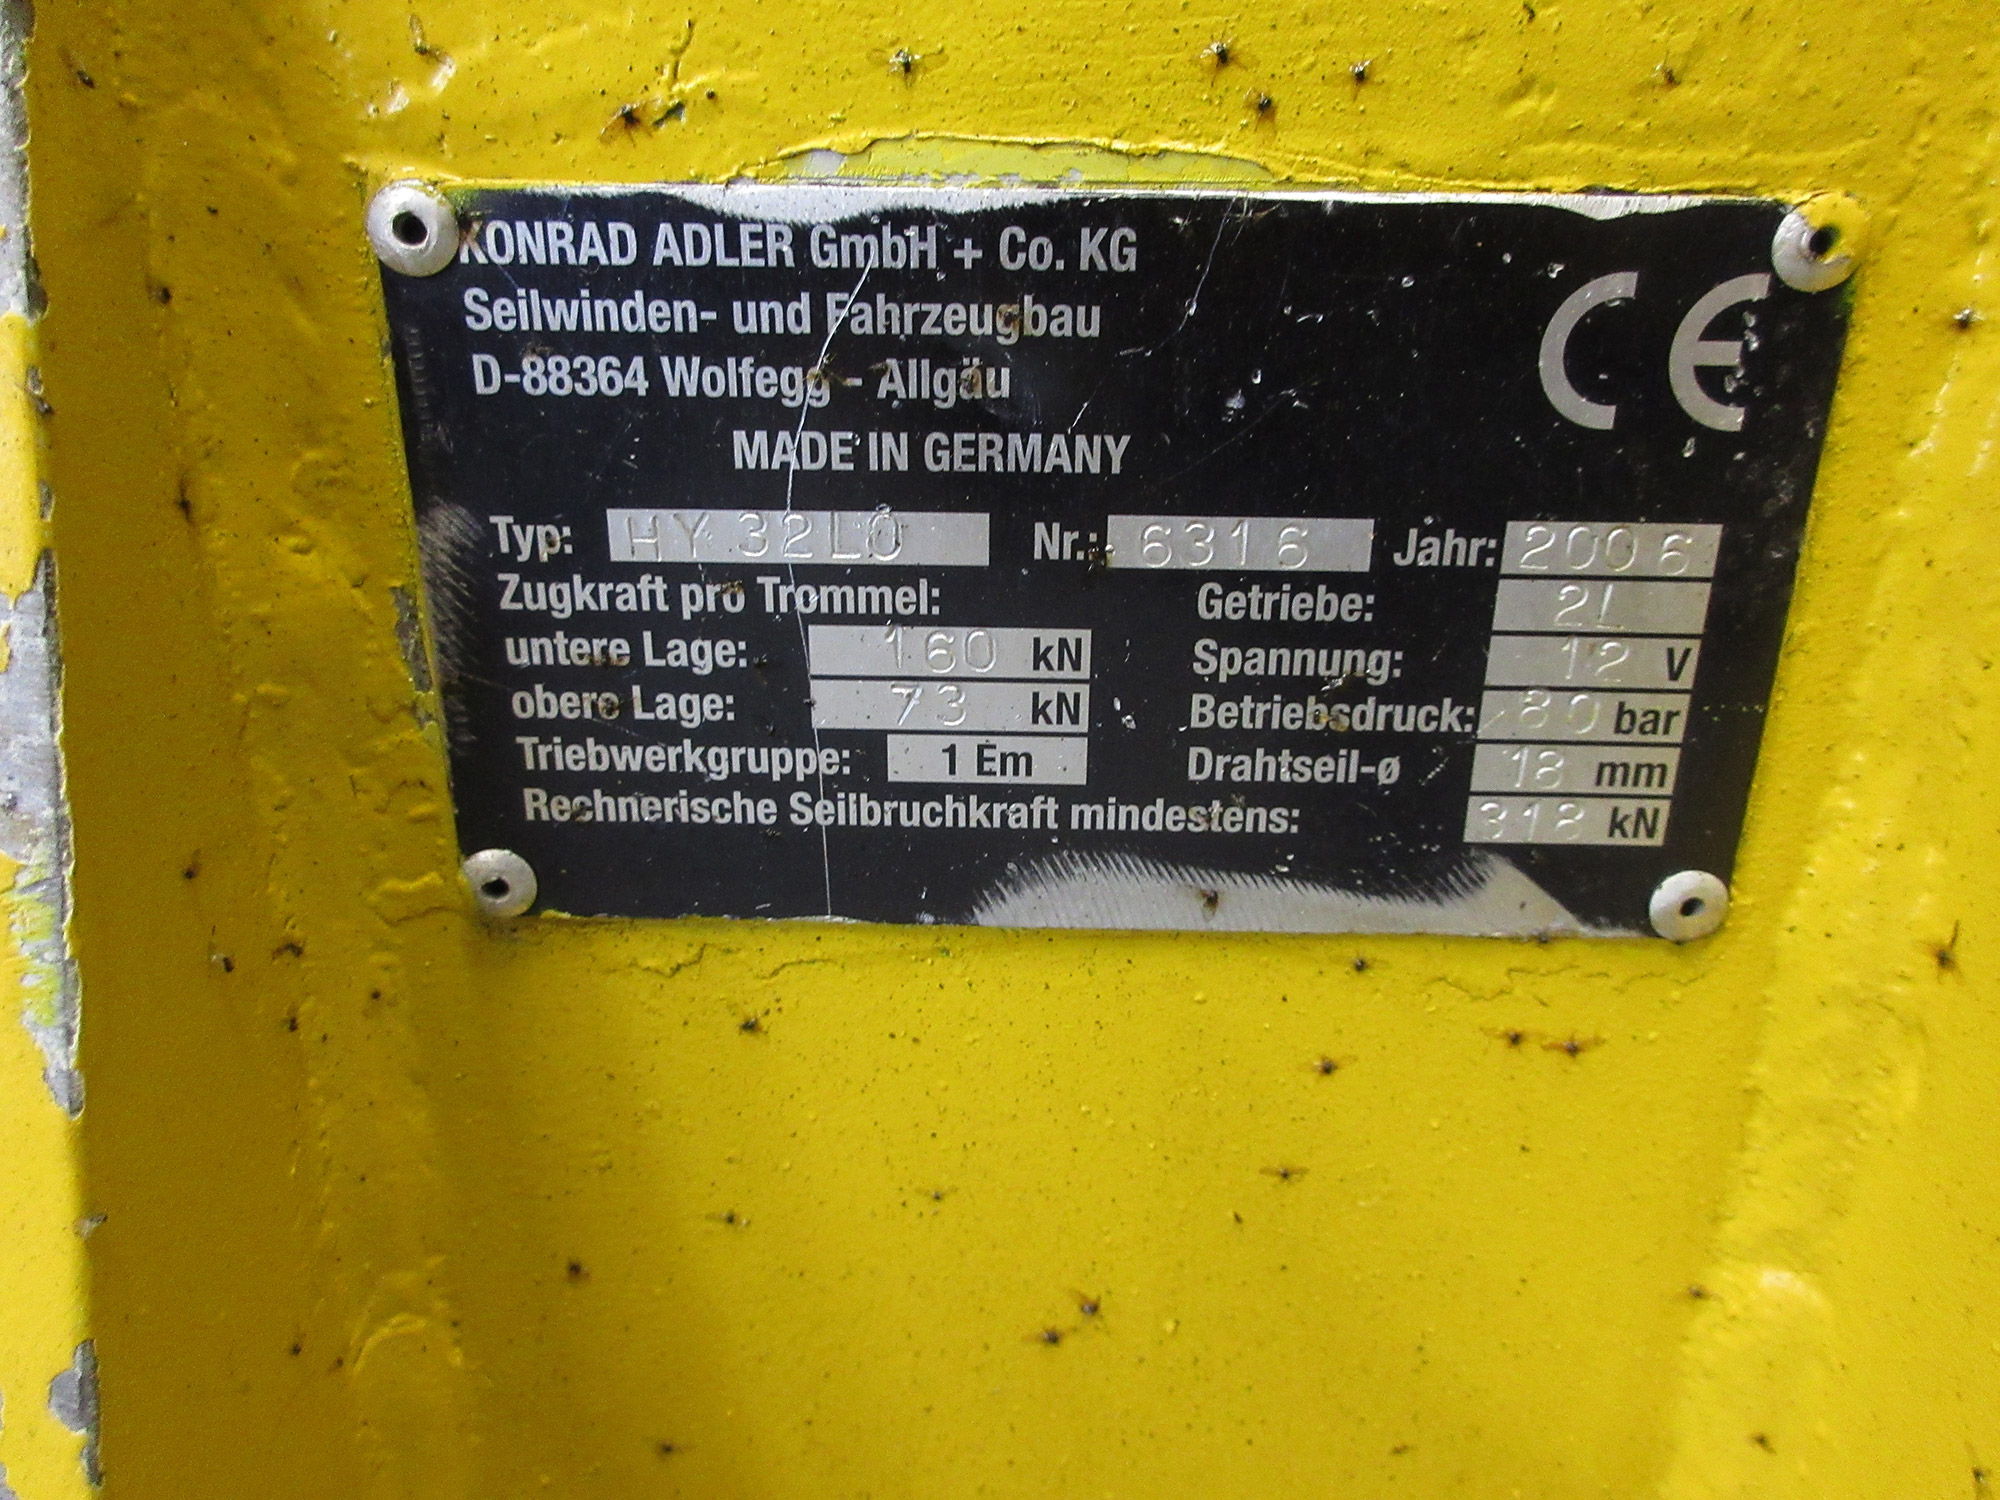 KONRAD ADLER GmbH + Co. KG
Seilwinden- und Fahrzeugbau
D-88364 Wolfegg - Allgäu
MADE IN GERMANY
CE
Typ: HY 32LO Nr.: 6316 Jahr: 2006
Zugkraft pro Trommel: Getriebe: 2L
untere Lage: 160 kN Spannung: 12 V
obere Lage: 73 kN Betriebsdruck: 80 bar
Triebwerkgruppe: 1 Em Drahtseil-ø 18 mm
Rechnerische Seilbruchkraft mindestens: 318 kN